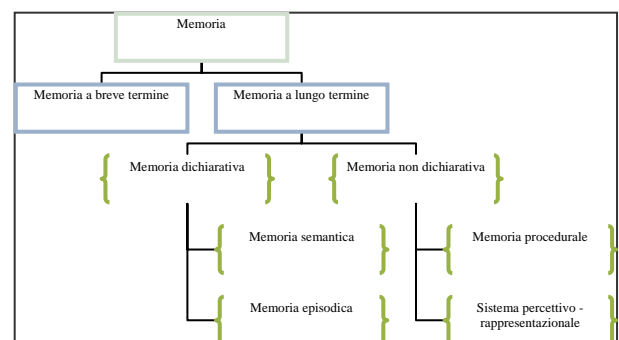 Memoria
Memoria a breve termine
Memoria a lungo termine
Memoria dichiarativa
Memoria non dichiarativa
Memoria semantica
Memoria procedurale
Memoria episodica
Sistema percettivo -
rappresentazionale